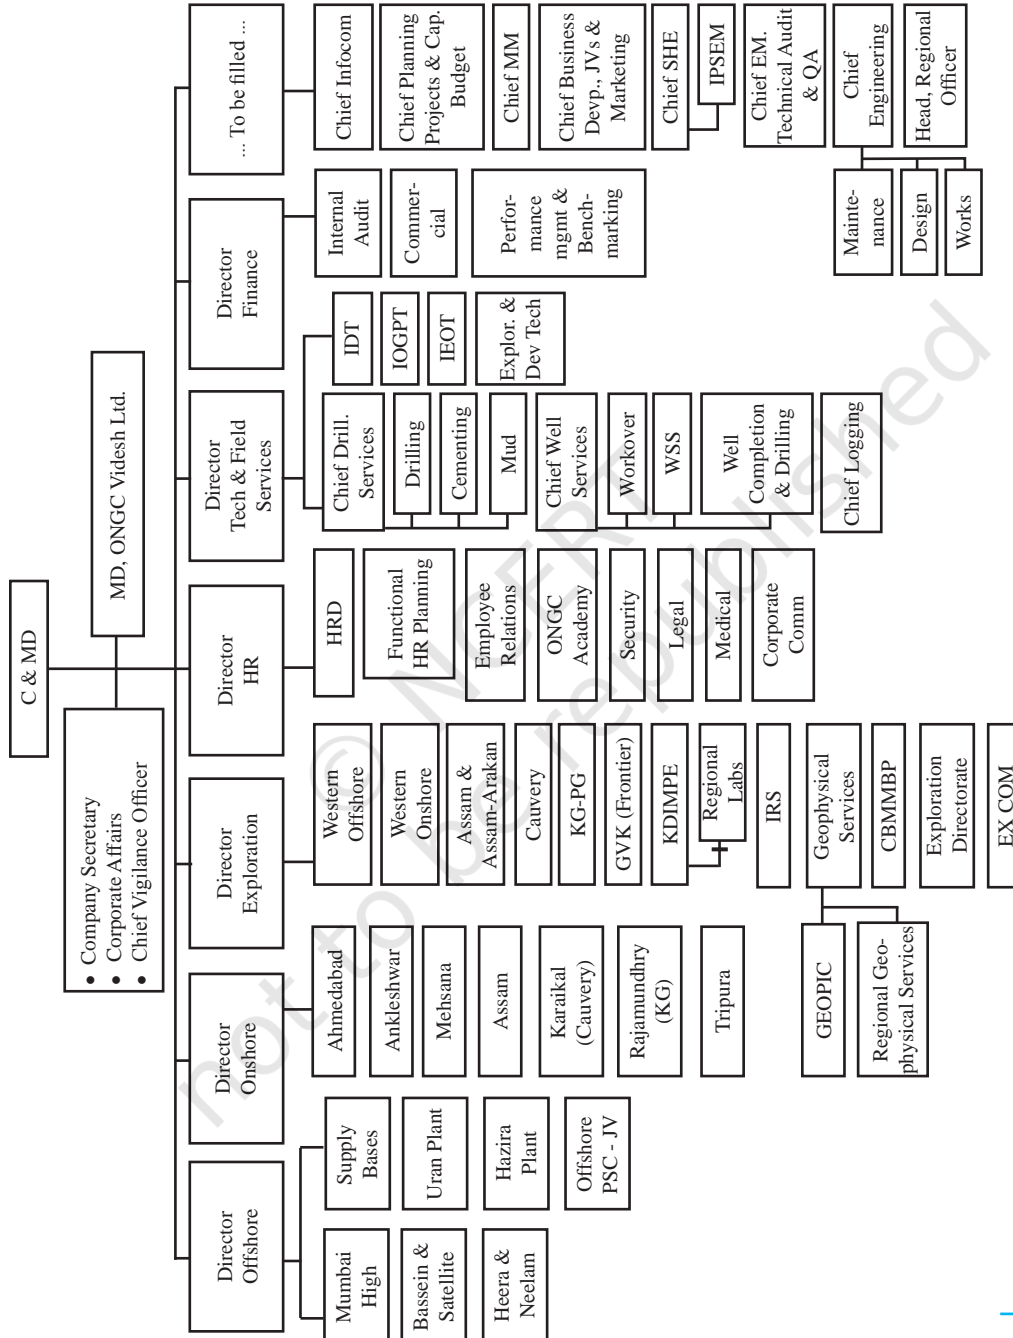 C & MD
MD, ONGC Videsh Ltd.
• Company Secretary
• Corporate Affairs
• Chief Vigilance Officer
Director
Offshore
Director
Onshore
Director
Exploration
Director
HR
Director
Tech & Field
Services
Director
Finance
... To be filled ...
Mumbai
High
Bassein &
Satellite
Heera &
Neelam
Supply
Bases
Uran Plant
Hazira
Plant
Offshore
PSC - JV
Ahmedabad
Ankleshwar
Mehsana
Assam
Karaikal
(Cauvery)
Rajamundhry
(KG)
Tripura
Western
Offshore
Western
Onshore
Assam &
Assam-Arakan
Cauvery
KG-PG
GVK (Frontier)
KDIMPE
Regional
Labs
IRS
Geophysical
Services
GEOPIC
Regional Geo-
physical Services
CBMMBP
Exploration
Directorate
EX COM
HRD
Functional
HR Planning
Employee
Relations
ONGC
Academy
Security
Legal
Medical
Corporate
Comm
Chief Drill.
Services
Drilling
Cementing
Mud
Chief Well
Services
Workover
WSS
Well
Completion
& Drilling
Chief Logging
IDT
IOGPT
IEOT
Explor. &
Dev Tech
Internal
Audit
Commer-
cial
Perfor-
mance
mgmt &
Bench-
marking
Chief Infocom
Chief Planning
Projects & Cap.
Budget
Chief MM
Chief Business
Devp., JVs &
Marketing
Chief SHE
IPSEM
Chief EM.
Technical Audit
& QA
Chief
Engineering
Mainte-
nance
Design
Works
Head, Regional
Officer
© NCERT
not to be republished